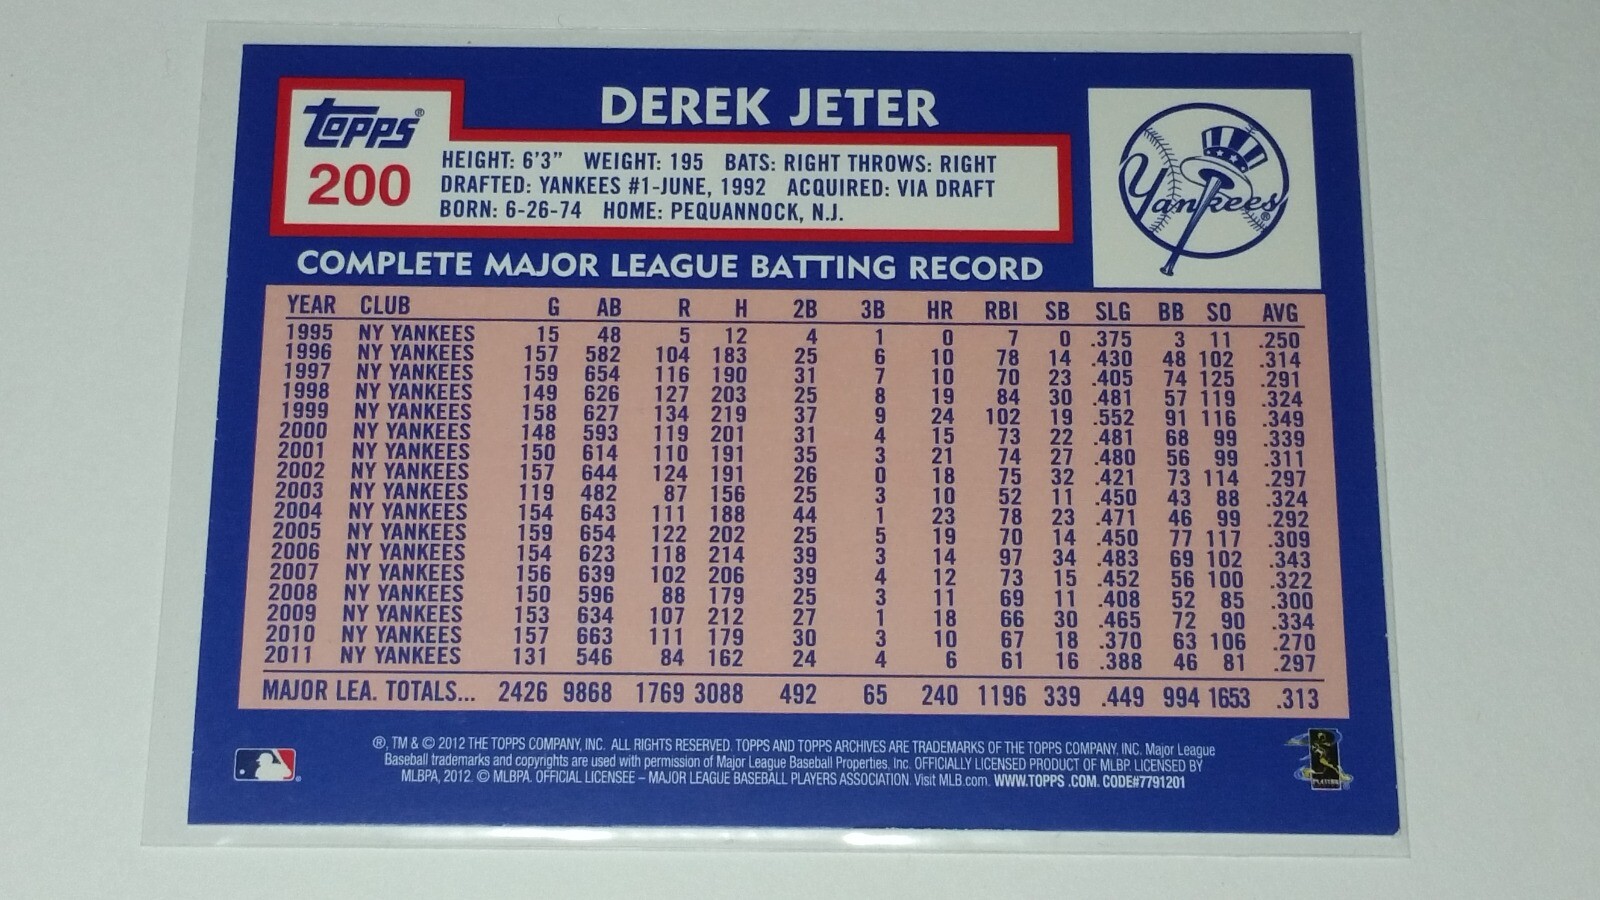 DEREK JETER
Topps®
200
HEIGHT: 6'3" WEIGHT: 195 BATS: RIGHT THROWS: RIGHT
DRAFTED: YANKEES #1-JUNE, 1992 ACQUIRED: VIA DRAFT
BORN: 6-26-74 HOME: PEQUANNOCK, N.J.
Yankees®
COMPLETE MAJOR LEAGUE BATTING RECORD
YEAR CLUB G AB R H 2B 3B HR RBI SB SLG BB SO AVG
1995 NY YANKEES 15 48 5 12 4 1 0 7 0 .375 3 11 .250
1996 NY YANKEES 157 582 104 183 25 6 10 78 14 .430 48 102 .314
1997 NY YANKEES 159 654 116 190 31 7 10 70 23 .405 74 125 .291
1998 NY YANKEES 149 626 127 203 25 8 19 84 30 .481 57 119 .324
1999 NY YANKEES 158 627 134 219 37 9 24 102 19 .552 91 116 .349
2000 NY YANKEES 148 593 119 201 31 4 15 73 22 .481 68 99 .339
2001 NY YANKEES 150 614 110 191 35 3 21 74 27 .480 56 99 .311
2002 NY YANKEES 157 644 124 191 26 0 18 75 32 .421 73 114 .297
2003 NY YANKEES 119 482 87 156 25 3 10 52 11 .450 43 88 .324
2004 NY YANKEES 154 643 111 188 44 1 23 78 23 .471 46 99 .292
2005 NY YANKEES 159 654 122 202 25 5 19 70 14 .450 77 117 .309
2006 NY YANKEES 154 623 118 214 39 3 14 97 34 .483 69 102 .343
2007 NY YANKEES 156 639 102 206 39 4 12 73 15 .452 56 100 .322
2008 NY YANKEES 150 596 88 179 25 3 11 69 11 .408 52 85 .300
2009 NY YANKEES 153 634 107 212 27 1 18 66 30 .465 72 90 .334
2010 NY YANKEES 157 663 111 179 30 3 10 67 18 .370 63 106 .270
2011 NY YANKEES 131 546 84 162 24 4 6 61 16 .388 46 81 .297
MAJOR LEA. TOTALS... 2426 9868 1769 3088 492 65 240 1196 339 .449 994 1653 .313
®, TM & © 2012 THE TOPPS COMPANY, INC. ALL RIGHTS RESERVED. TOPPS AND TOPPS ARCHIVES ARE TRADEMARKS OF THE TOPPS COMPANY, INC. Major League
Baseball trademarks and copyrights are used with permission of Major League Baseball Properties, Inc. OFFICIALLY LICENSED PRODUCT OF MLBP. LICENSED BY
MLBPA, 2012. © MLBPA. OFFICIAL LICENSEE – MAJOR LEAGUE BASEBALL PLAYERS ASSOCIATION. Visit MLB.com. WWW.TOPPS .COM. CODE#7791201